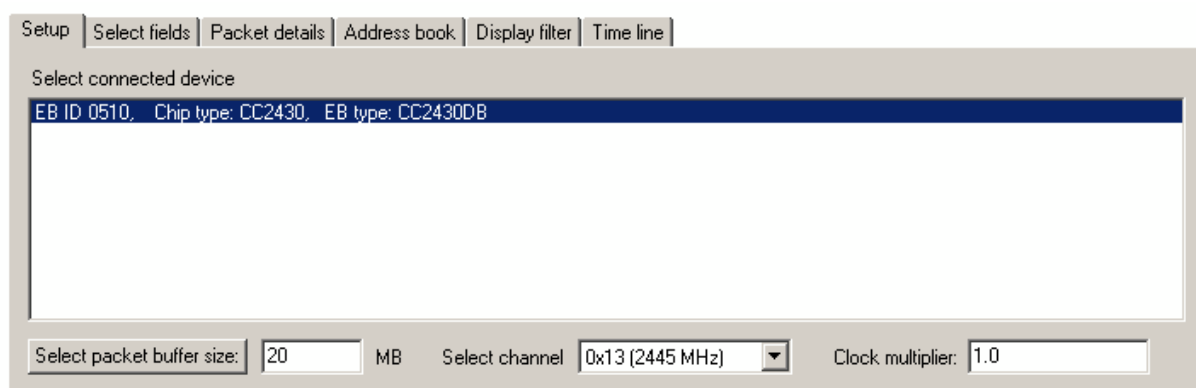 Setup Select fields Packet details Address book Display filter Time line
Select connected device
EB ID 0510, Chip type: CC2430, EB type: CC2430DB
Select packet buffer size: 20 MB Select channel 0x13 (2445 MHz) Clock multiplier: 1.0